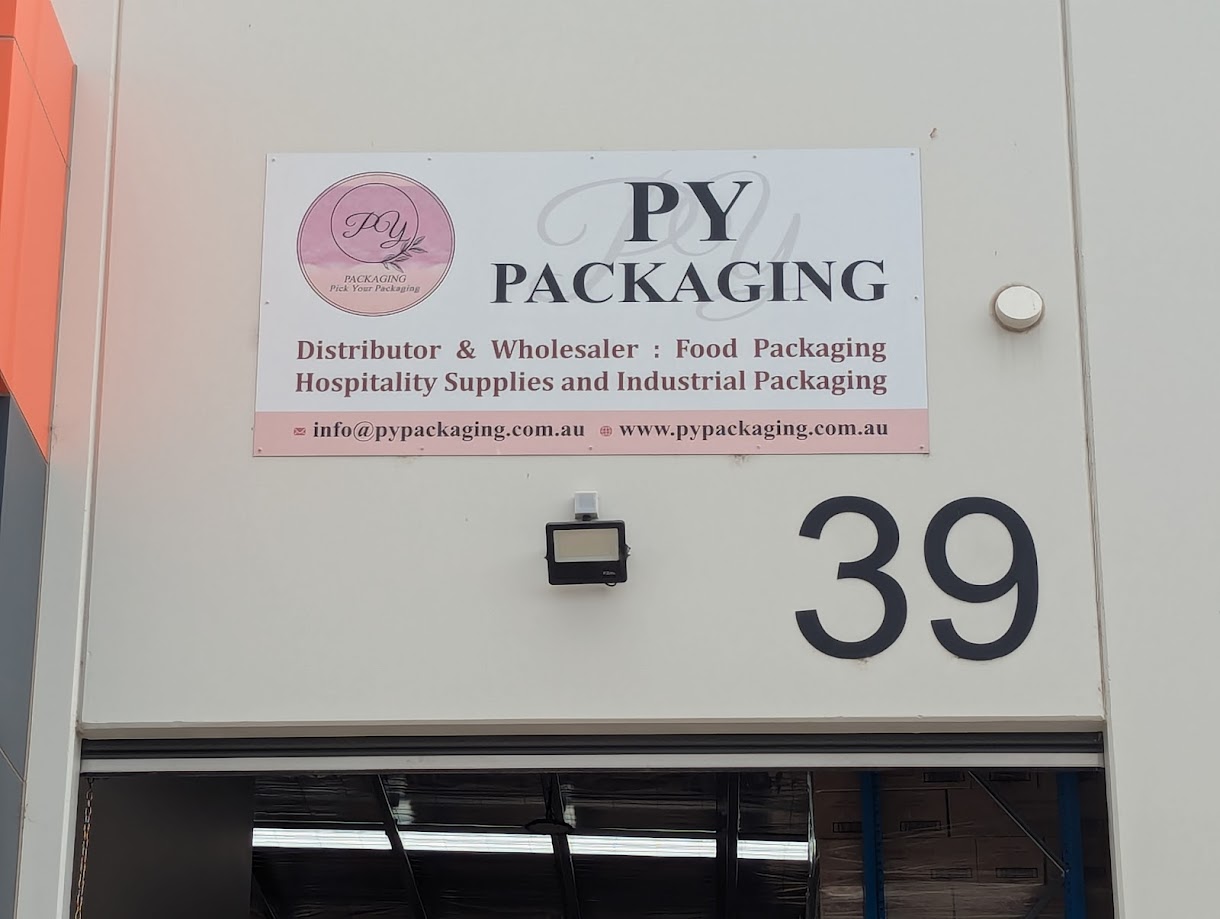 PY
PACKAGING
Pick Your Packaging
PY
PY
PACKAGING
Distributor & Wholesaler : Food Packaging
Hospitality Supplies and Industrial Packaging
info@pypackaging.com.au www.pypackaging.com.au
39